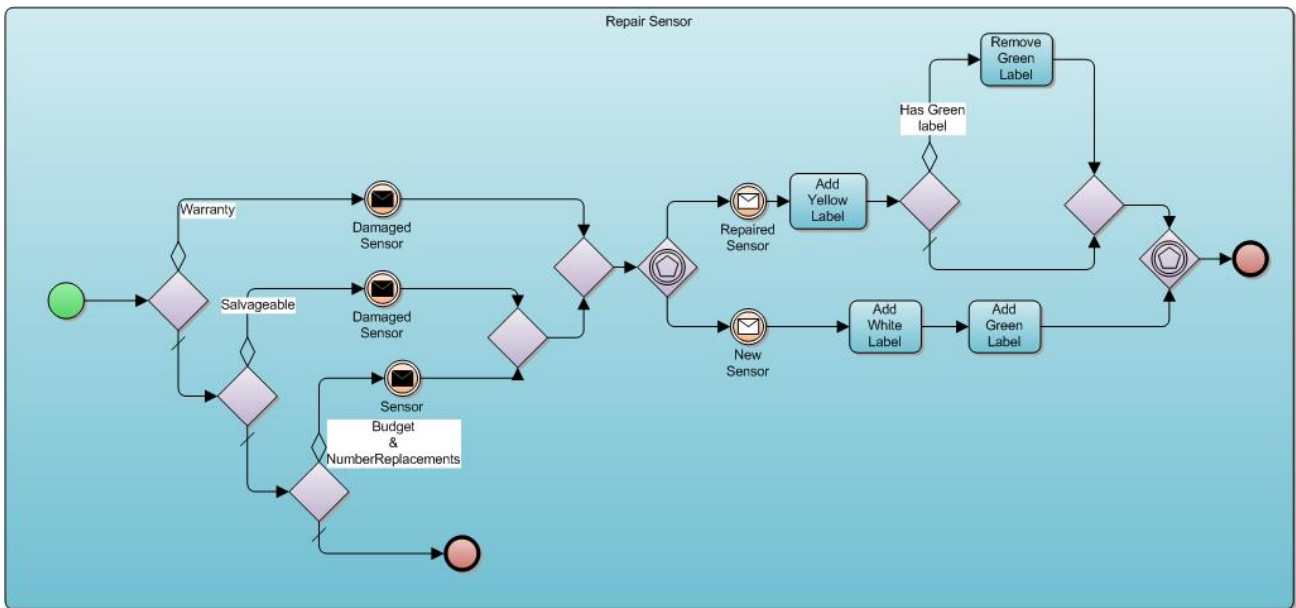 Repair Sensor
Remove
Green
Label
Has Green
label
Warranty
Damaged
Sensor
Repaired
Sensor
Add
Yellow
Label
Salvageable
Damaged
Sensor
New
Sensor
Add
White
Label
Add
Green
Label
Sensor
Budget
&
NumberReplacements